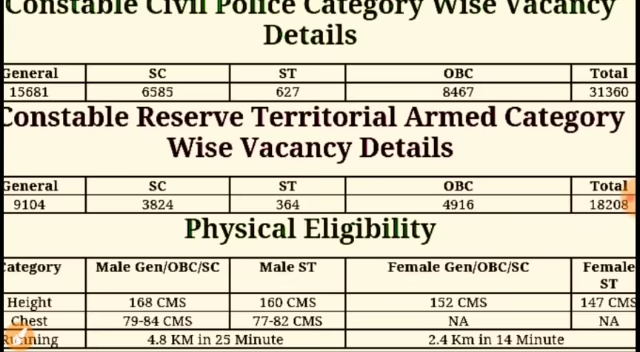 Constable Civil Police Category Wise Vacancy
Details
General SC ST OBC Total
15681 6585 627 8467 31360
Constable Reserve Territorial Armed Category
Wise Vacancy Details
General SC ST OBC Total
9104 3824 364 4916 18208
Physical Eligibility
Category Male Gen/OBC/SC Male ST Female Gen/OBC/SC Female
ST
Height 168 CMS 160 CMS 152 CMS 147 CMS
Chest 79-84 CMS 77-82 CMS NA NA
Running 4.8 KM in 25 Minute 2.4 Km in 14 Minute